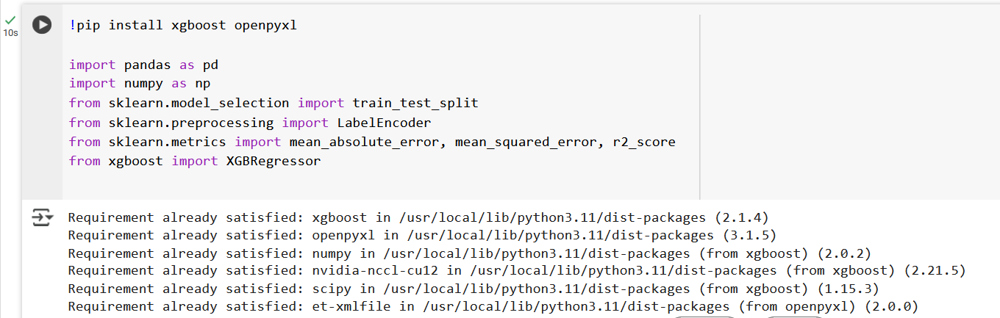 10s
!pip install xgboost openpyxl
import pandas as pd
import numpy as np
from sklearn.model_selection import train_test_split
from sklearn.preprocessing import LabelEncoder
from sklearn.metrics import mean_absolute_error, mean_squared_error, r2_score
from xgboost import XGBRegressor
Requirement already satisfied: xgboost in /usr/local/lib/python3.11/dist-packages (2.1.4)
Requirement already satisfied: openpyxl in /usr/local/lib/python3.11/dist-packages (3.1.5)
Requirement already satisfied: numpy in /usr/local/lib/python3.11/dist-packages (from xgboost) (2.0.2)
Requirement already satisfied: nvidia-nccl-cu12 in /usr/local/lib/python3.11/dist-packages (from xgboost) (2.21.5)
Requirement already satisfied: scipy in /usr/local/lib/python3.11/dist-packages (from xgboost) (1.15.3)
Requirement already satisfied: et-xmlfile in /usr/local/lib/python3.11/dist-packages (from openpyxl) (2.0.0)